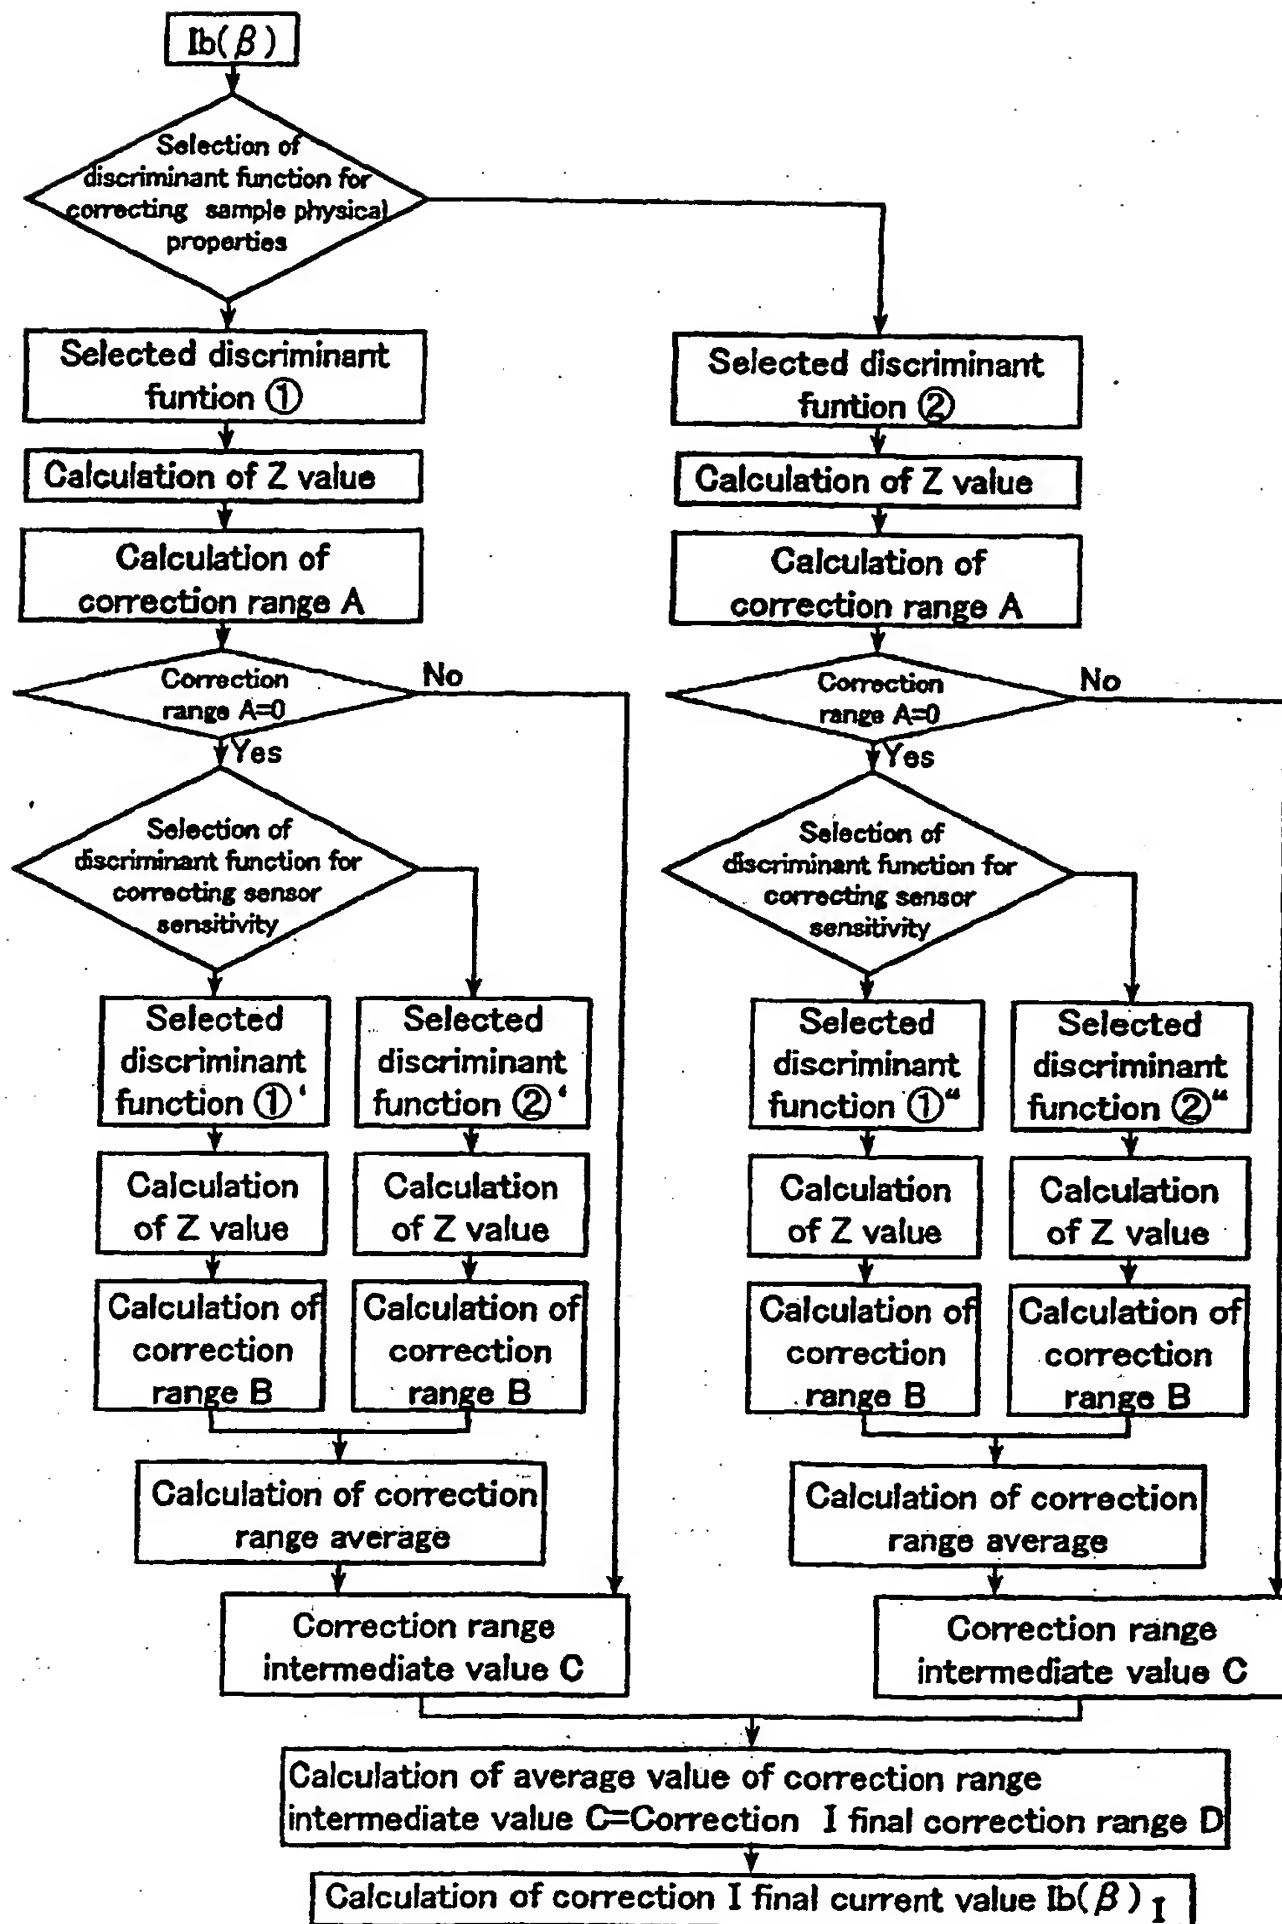 Ib(β)
Selection of
discriminant function for
correcting sample physical
properties
Selected discriminant
funtion ①
Calculation of Z value
Calculation of
correction range A
Correction
range A=0
No
Yes
Selection of
discriminant function for
correcting sensor
sensitivity
Selected
discriminant
function ①‘
Calculation
of Z value
Calculation of
correction
range B
Selected
discriminant
function ②‘
Calculation
of Z value
Calculation of
correction
range B
Calculation of correction
range average
Correction range
intermediate value C
Selected discriminant
funtion ②
Calculation of Z value
Calculation of
correction range A
Correction
range A=0
No
Yes
Selection of
discriminant function for
correcting sensor
sensitivity
Selected
discriminant
function ①“
Calculation
of Z value
Calculation of
correction
range B
Selected
discriminant
function ②“
Calculation
of Z value
Calculation of
correction
range B
Calculation of correction
range average
Correction range
intermediate value C
Calculation of average value of correction range
intermediate value C=Correction I final correction range D
Calculation of correction I final current value Ib(β) I